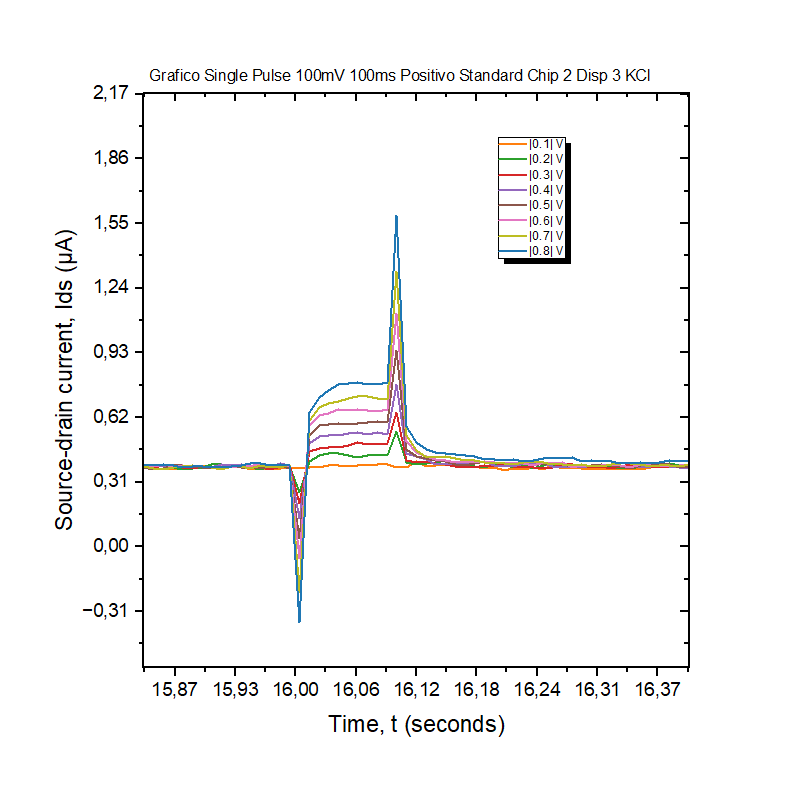 Grafico Single Pulse 100mV 100ms Positivo Standard Chip 2 Disp 3 KCl
2,17
1,86
1,55
1,24
0,93
0,62
0,31
0,00
−0,31
Source-drain current, Ids (µA)
|0.1| V
|0.2| V
|0.3| V
|0.4| V
|0.5| V
|0.6| V
|0.7| V
|0.8| V
15,87 15,93 16,00 16,06 16,12 16,18 16,24 16,31 16,37
Time, t (seconds)